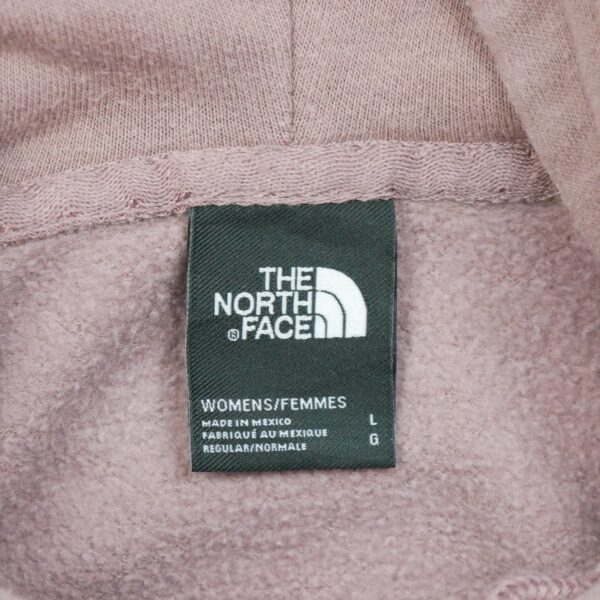 THE
NORTH
® FACE
WOMENS/FEMMES
MADE IN MEXICO L
FABRIQUÉ AU MEXIQUE G
REGULAR/NORMALE